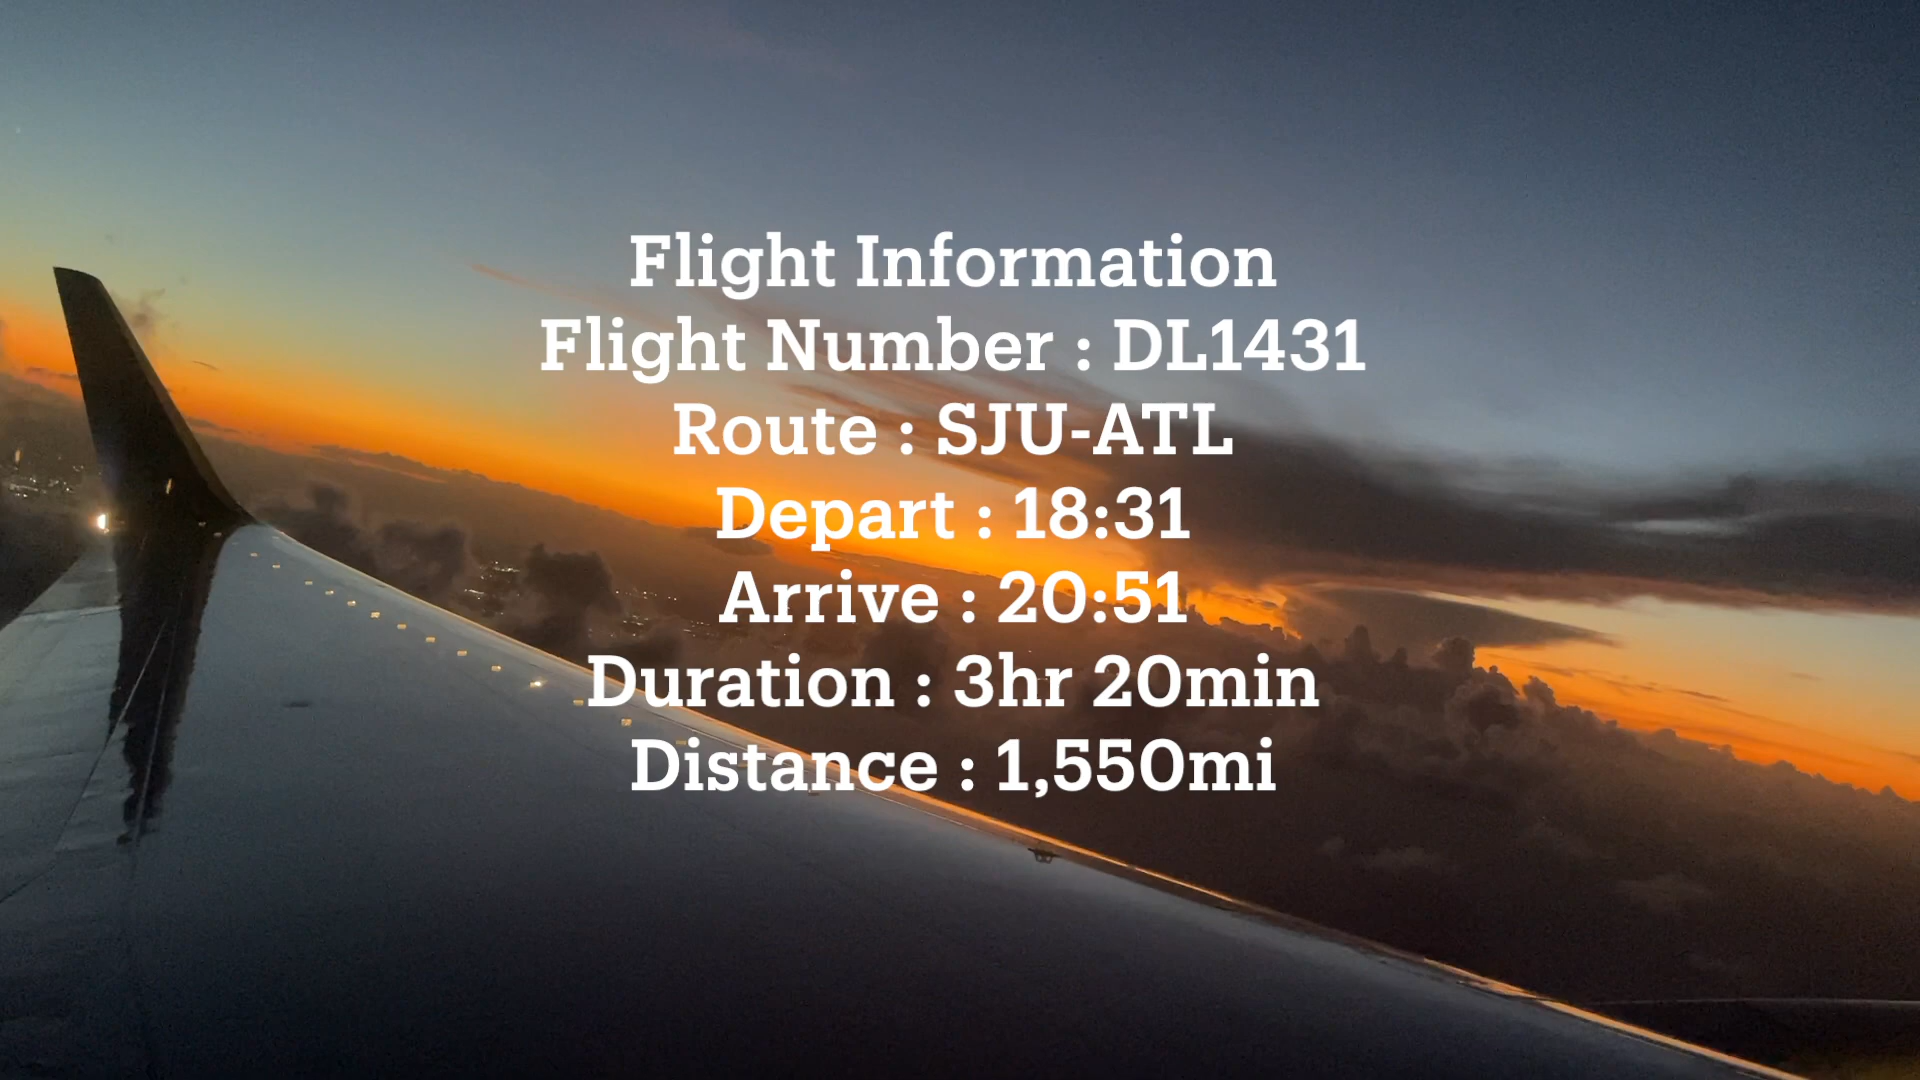 Flight Information
Flight Number : DL1431
Route : SJU-ATL
Depart : 18:31
Arrive : 20:51
Duration : 3hr 20min
Distance : 1,550mi